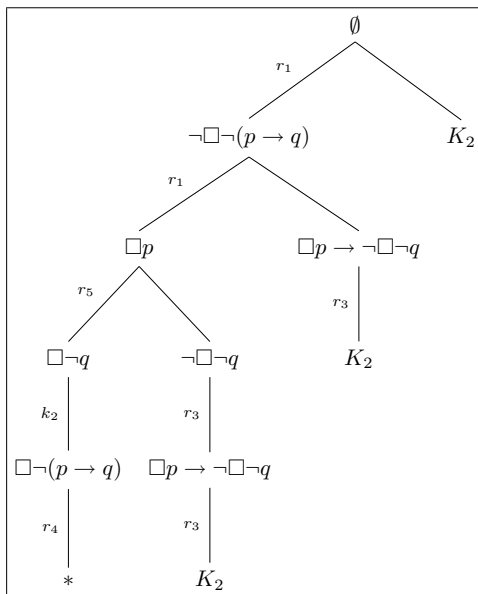 ∅
r₁
¬□¬(p → q) K₂
r₁
□p □p → ¬□¬q
r₅ r₃
□¬q ¬□¬q K₂
k₂ r₃
□¬(p → q) □p → ¬□¬q
r₄ r₃
* K₂